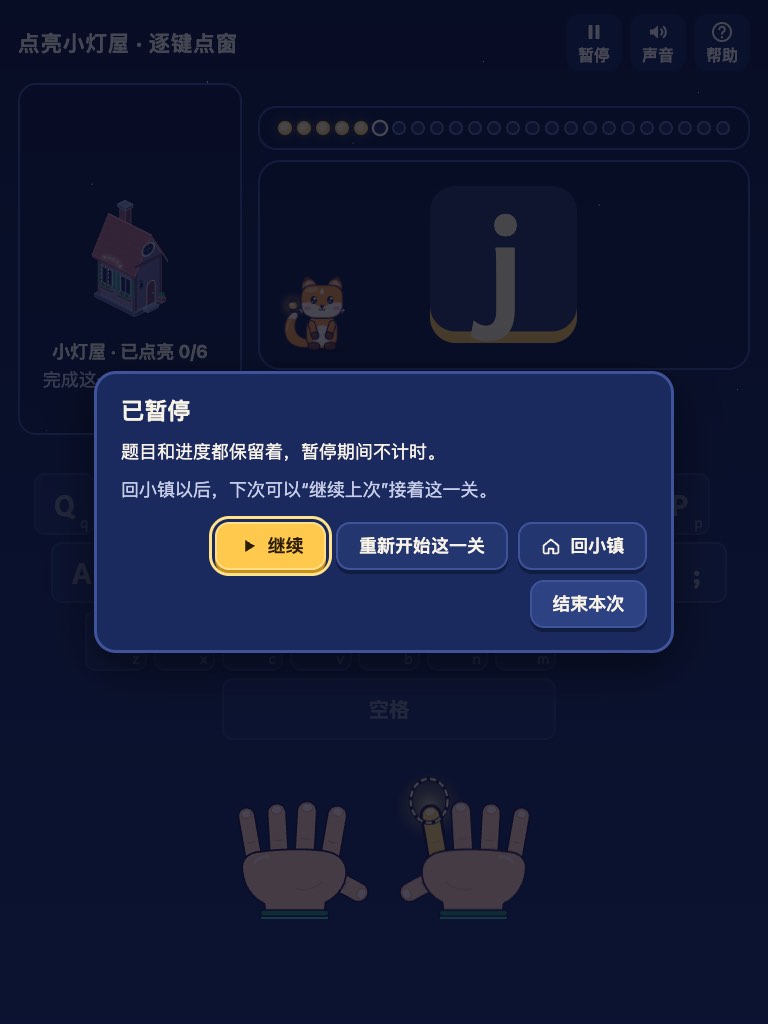 点亮小灯屋 · 逐键点窗
暂停
声音
帮助
j
小灯屋 · 已点亮 0/6
完成这
已暂停
题目和进度都保留着，暂停期间不计时。
回小镇以后，下次可以“继续上次”接着这一关。
继续
重新开始这一关
回小镇
结束本次
Q q
P p
A
;
z x c v b n m
空格